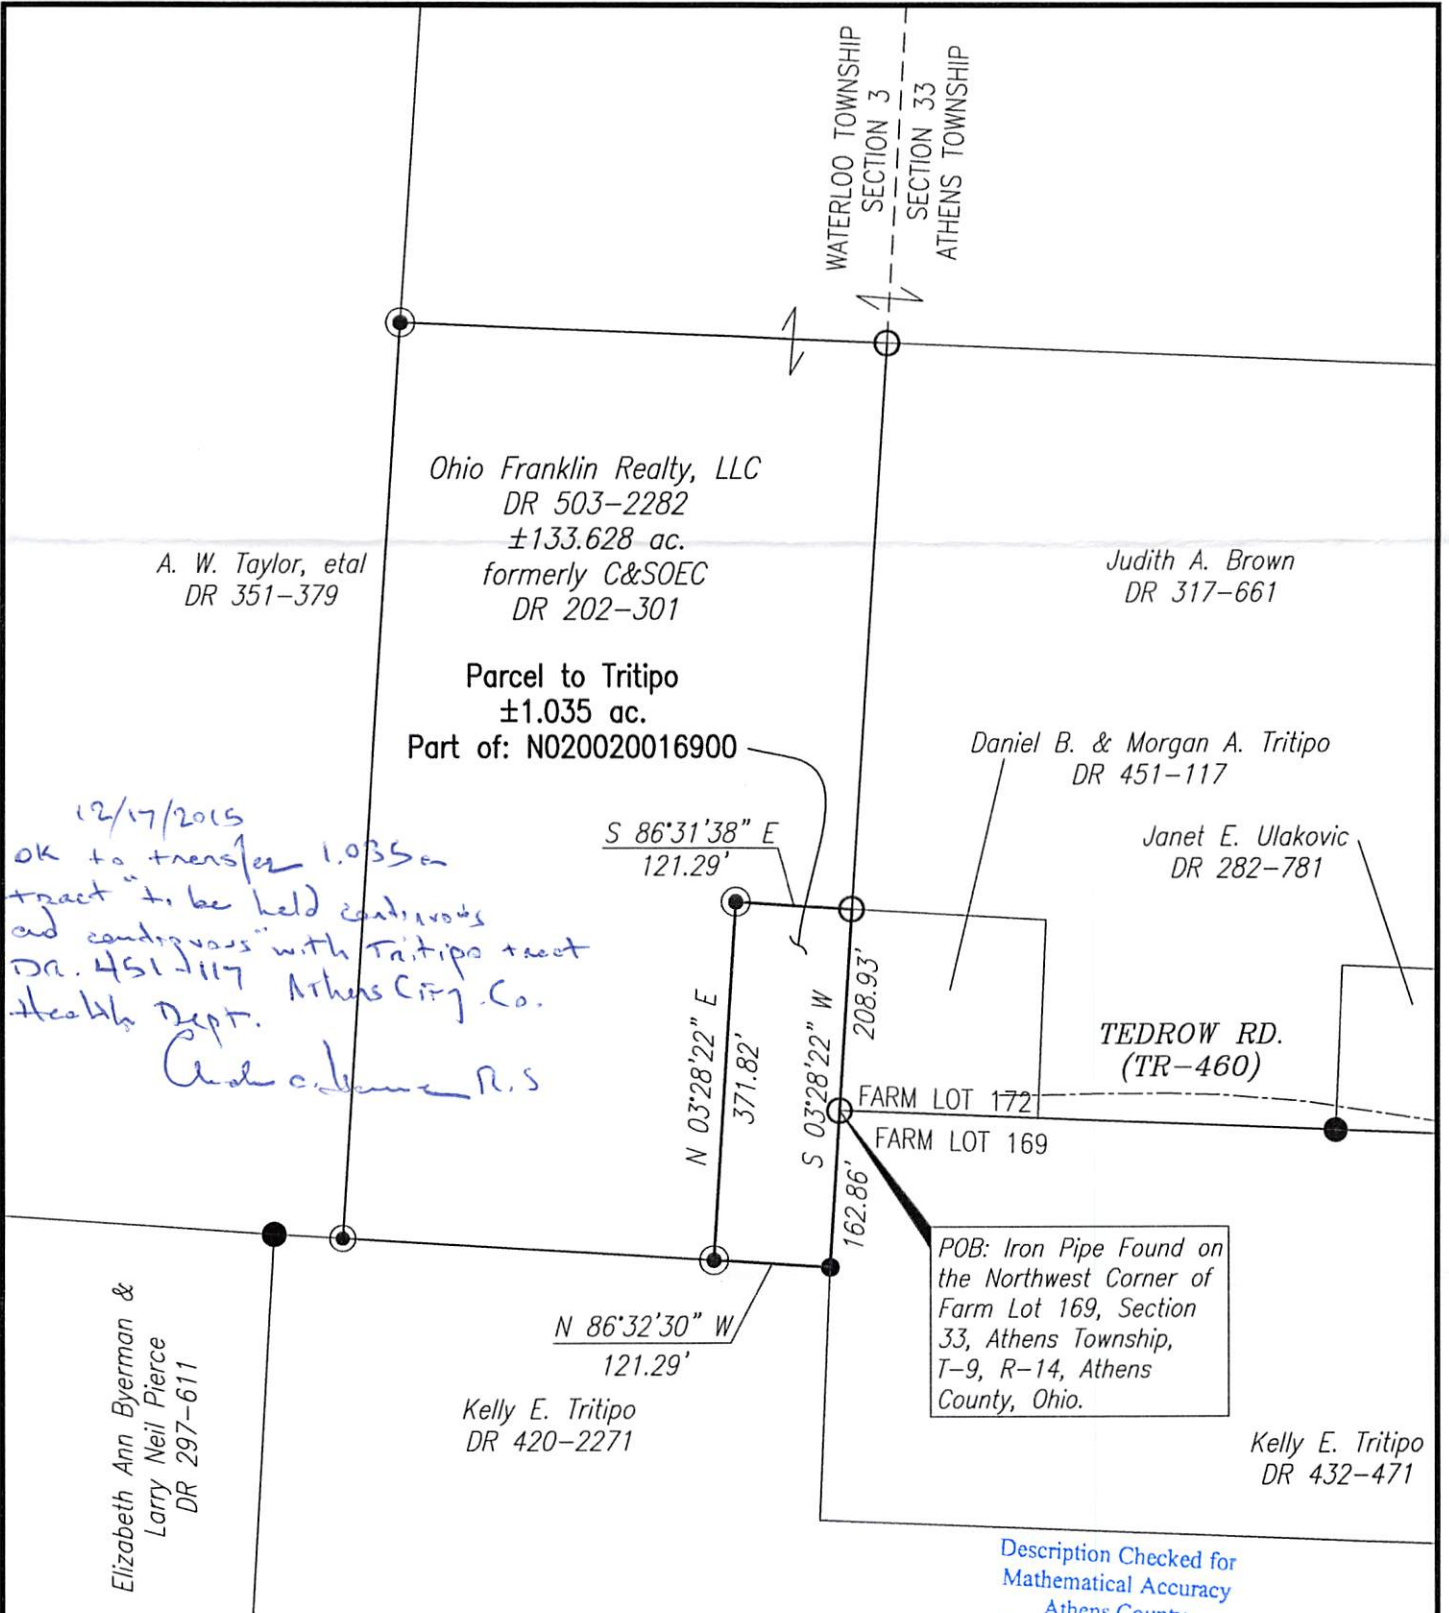 WATERLOO TOWNSHIP
SECTION 3
SECTION 33
ATHENS TOWNSHIP
Ohio Franklin Realty, LLC
DR 503-2282
±133.628 ac.
formerly C&SOEC
DR 202-301
A. W. Taylor, etal
DR 351-379
Judith A. Brown
DR 317-661
Parcel to Tritipo
±1.035 ac.
Part of: N020020016900
Daniel B. & Morgan A. Tritipo
DR 451-117
Janet E. Ulakovic
DR 282-781
12/17/2015
OK to transfer 1.035
tract "to be held
and with Tritipo tract
DR. 451-117 Athens City. Co.
Health Dept.
R.S
S 86°31'38" E
121.29'
N 03°28'22" E
371.82'
S 03°28'22" W
208.93'
162.86'
TEDROW RD.
(TR-460)
FARM LOT 172
FARM LOT 169
POB: Iron Pipe Found on
the Northwest Corner of
Farm Lot 169, Section
33, Athens Township,
T-9, R-14, Athens
County, Ohio.
N 86°32'30" W
121.29'
Kelly E. Tritipo
DR 420-2271
Kelly E. Tritipo
DR 432-471
Elizabeth Ann Byerman &
Larry Neil Pierce
DR 297-611
Description Checked for
Mathematical Accuracy
Athens County